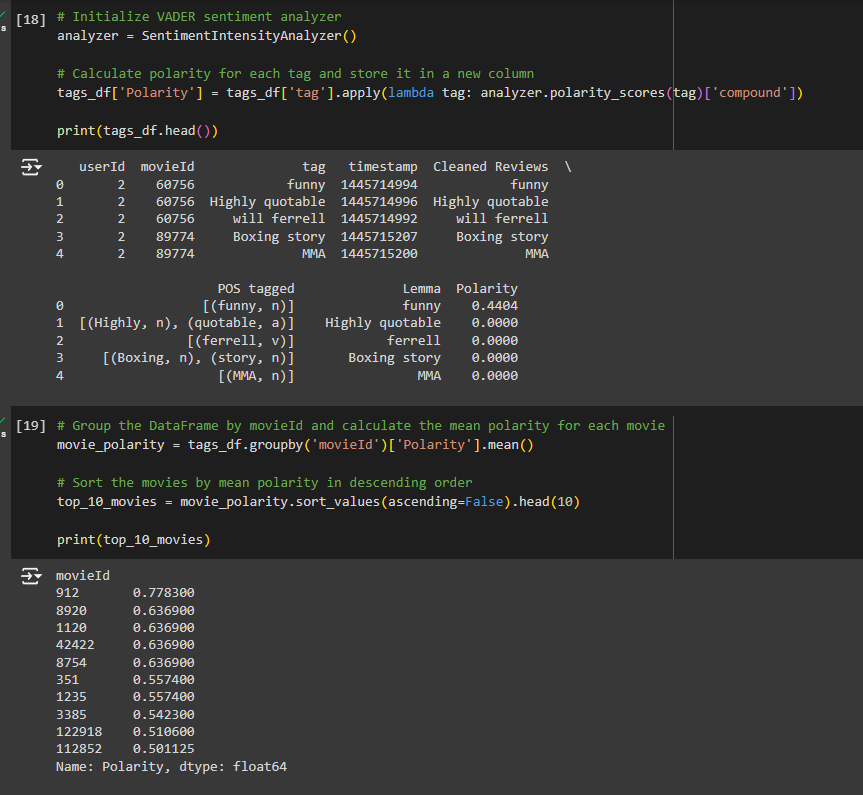 [18] # Initialize VADER sentiment analyzer
analyzer = SentimentIntensityAnalyzer()
# Calculate polarity for each tag and store it in a new column
tags_df['Polarity'] = tags_df['tag'].apply(lambda tag: analyzer.polarity_scores(tag)['compound'])
print(tags_df.head())
userId movieId tag timestamp Cleaned Reviews \
0 2 60756 funny 1445714994 funny
1 2 60756 Highly quotable 1445714996 Highly quotable
2 2 60756 will ferrell 1445714992 will ferrell
3 2 89774 Boxing story 1445715207 Boxing story
4 2 89774 MMA 1445715200 MMA
POS tagged Lemma Polarity
0 [(funny, n)] funny 0.4404
1 [(Highly, n), (quotable, a)] Highly quotable 0.0000
2 [(ferrell, v)] ferrell 0.0000
3 [(Boxing, n), (story, n)] Boxing story 0.0000
4 [(MMA, n)] MMA 0.0000
[19] # Group the DataFrame by movieId and calculate the mean polarity for each movie
movie_polarity = tags_df.groupby('movieId')['Polarity'].mean()
# Sort the movies by mean polarity in descending order
top_10_movies = movie_polarity.sort_values(ascending=False).head(10)
print(top_10_movies)
movieId
912 0.778300
8920 0.636900
1120 0.636900
42422 0.636900
8754 0.636900
351 0.557400
1235 0.557400
3385 0.542300
122918 0.510600
112852 0.501125
Name: Polarity, dtype: float64